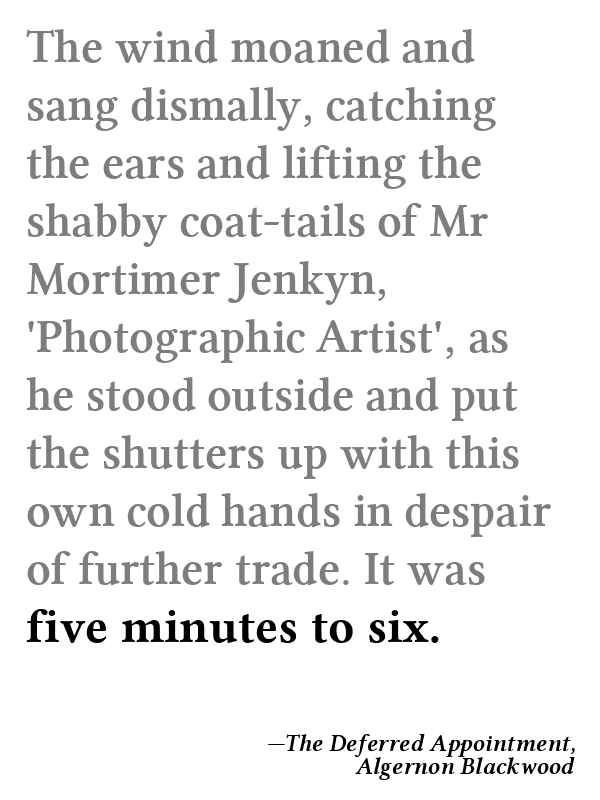 The wind moaned and
sang dismally, catching
the ears and lifting the
shabby coat-tails of Mr
Mortimer Jenkyn,
'Photographic Artist', as
he stood outside and put
the shutters up with this
own cold hands in despair
of further trade. It was
five minutes to six.
—The Deferred Appointment,
Algernon Blackwood